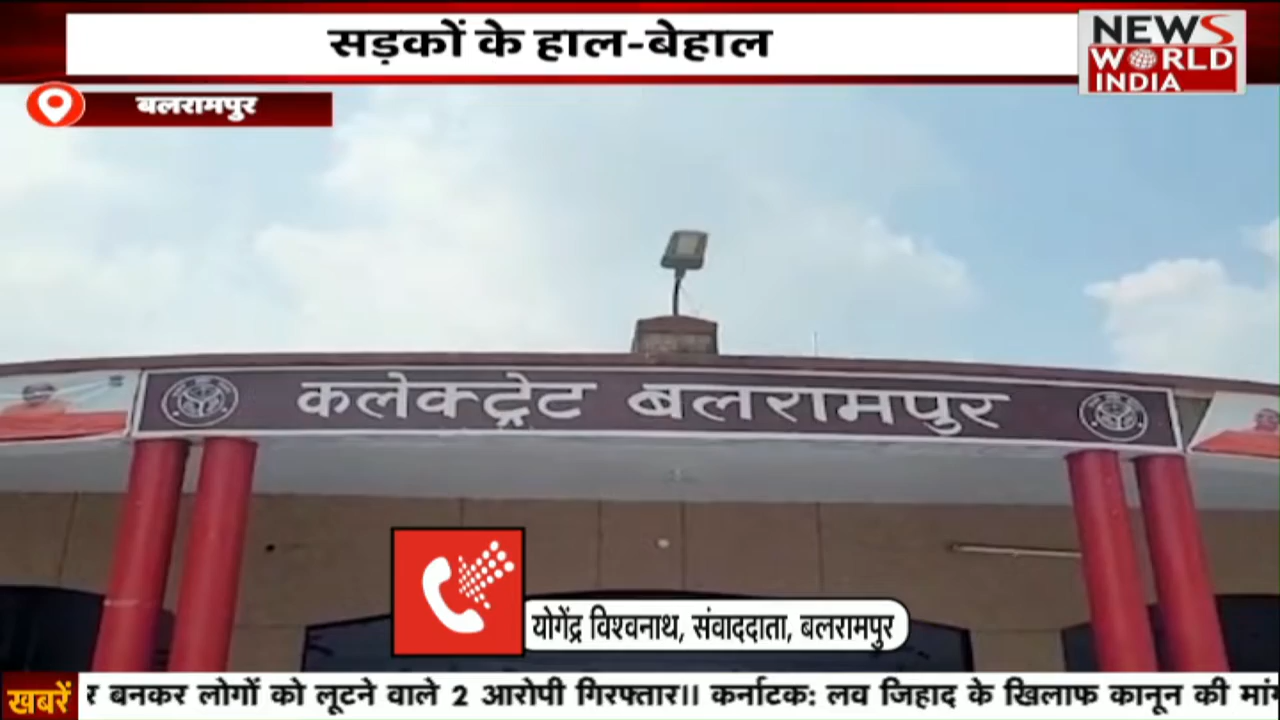 सड़कों के हाल-बेहाल
NEWS
WORLD
INDIA
बलरामपुर
कलेक्ट्रेट बलरामपुर
योगेंद्र विश्वनाथ, संवाददाता, बलरामपुर
खबरें
र बनकर लोगों को लूटने वाले 2 आरोपी गिरफ्तार।। कर्नाटक: लव जिहाद के खिलाफ कानून की मांग